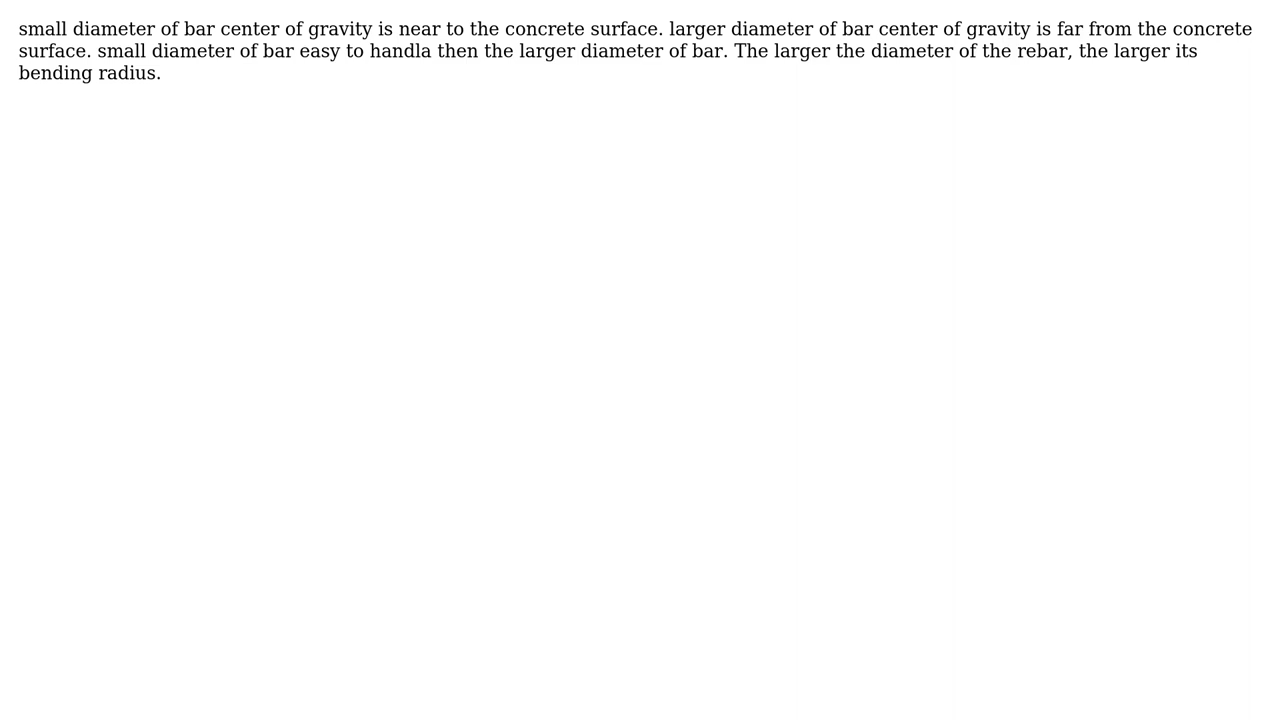 small diameter of bar center of gravity is near to the concrete surface. larger diameter of bar center of gravity is far from the concrete
surface. small diameter of bar easy to handla then the larger diameter of bar. The larger the diameter of the rebar, the larger its
bending radius.